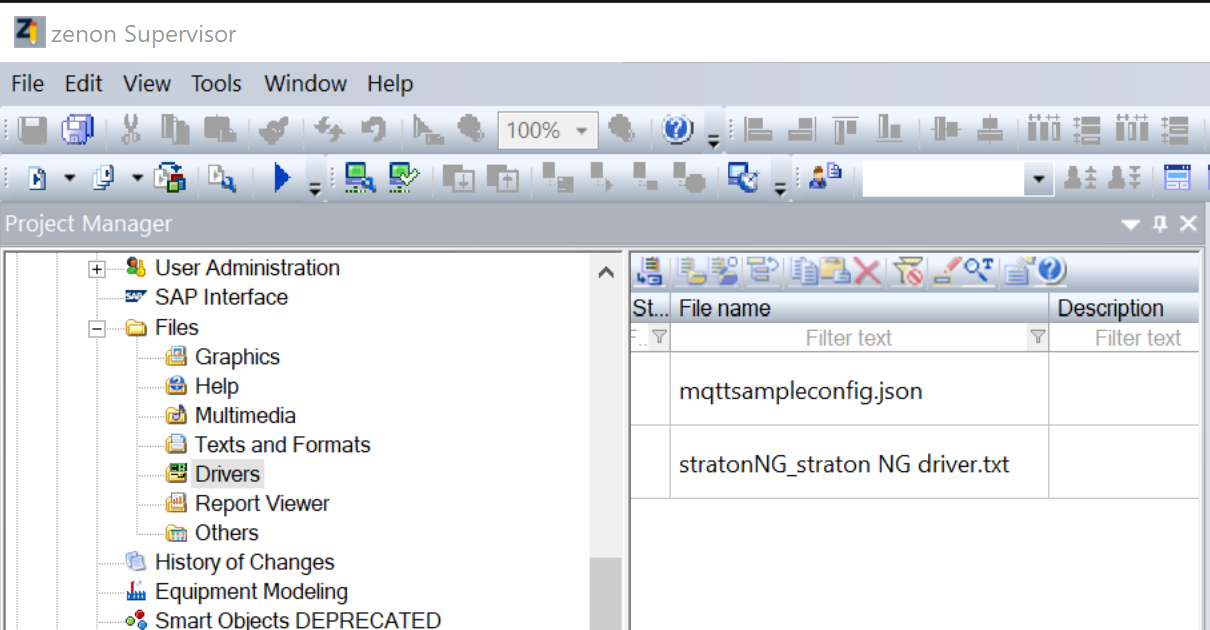 zenon Supervisor
File Edit View Tools Window Help
100%
Project Manager
User Administration
SAP Interface
Files
Graphics
Help
Multimedia
Texts and Formats
Drivers
Report Viewer
Others
History of Changes
Equipment Modeling
Smart Objects DEPRECATED
St... File name Description
F.. Filter text Filter text
mqttsampleconfig.json
stratonNG_straton NG driver.txt